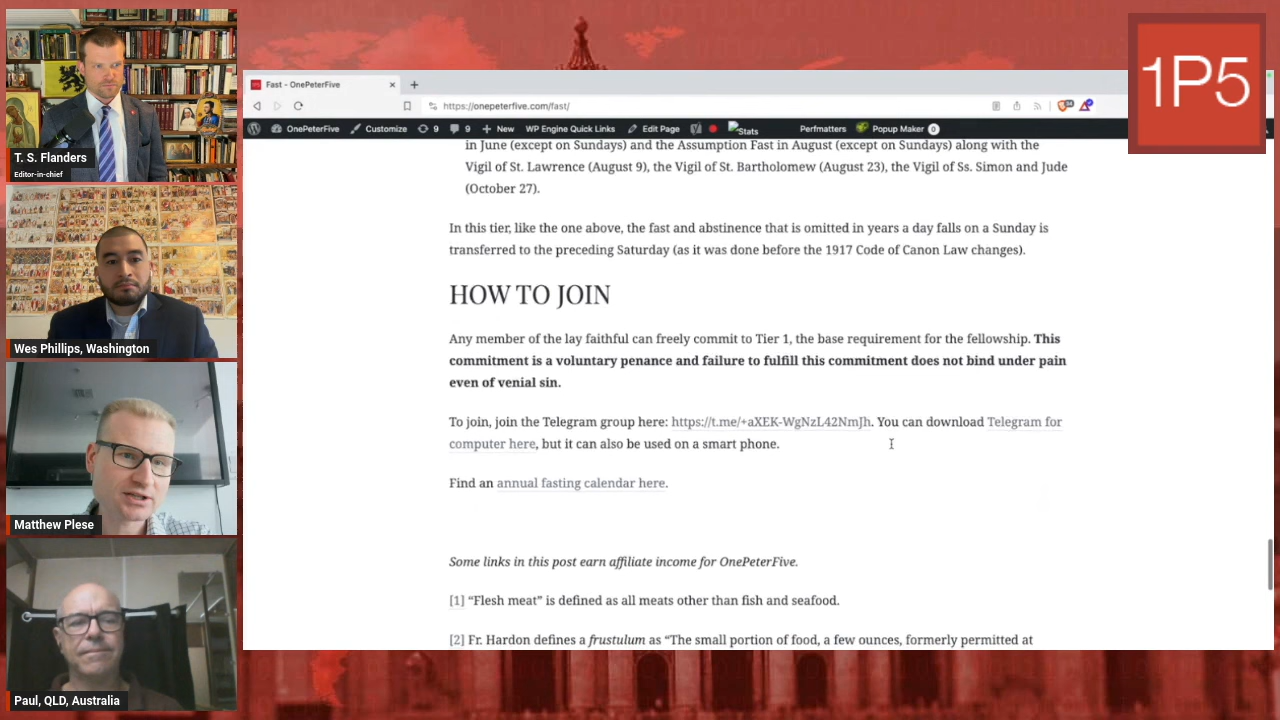 T. S. Flanders
Editor-in-chief
Wes Phillips, Washington
Matthew Plese
Paul, QLD, Australia
1P5
Fast - OnePeterFive
https://onepeterfive.com/fast/
OnePeterFive Customize 9 9 New WP Engine Quick Links Edit Page Stats Perfmatters Popup Maker 0
in June (except on Sundays) and the Assumption Fast in August (except on Sundays) along with the
Vigil of St. Lawrence (August 9), the Vigil of St. Bartholomew (August 23), the Vigil of Ss. Simon and Jude
(October 27).
In this tier, like the one above, the fast and abstinence that is omitted in years a day falls on a Sunday is
transferred to the preceding Saturday (as it was done before the 1917 Code of Canon Law changes).
HOW TO JOIN
Any member of the lay faithful can freely commit to Tier 1, the base requirement for the fellowship. This
commitment is a voluntary penance and failure to fulfill this commitment does not bind under pain
even of venial sin.
To join, join the Telegram group here: https://t.me/+aXEK-WgNzL42NmJh. You can download Telegram for
computer here, but it can also be used on a smart phone.
Find an annual fasting calendar here.
Some links in this post earn affiliate income for OnePeterFive.
[1] “Flesh meat” is defined as all meats other than fish and seafood.
[2] Fr. Hardon defines a frustulum as “The small portion of food, a few ounces, formerly permitted at